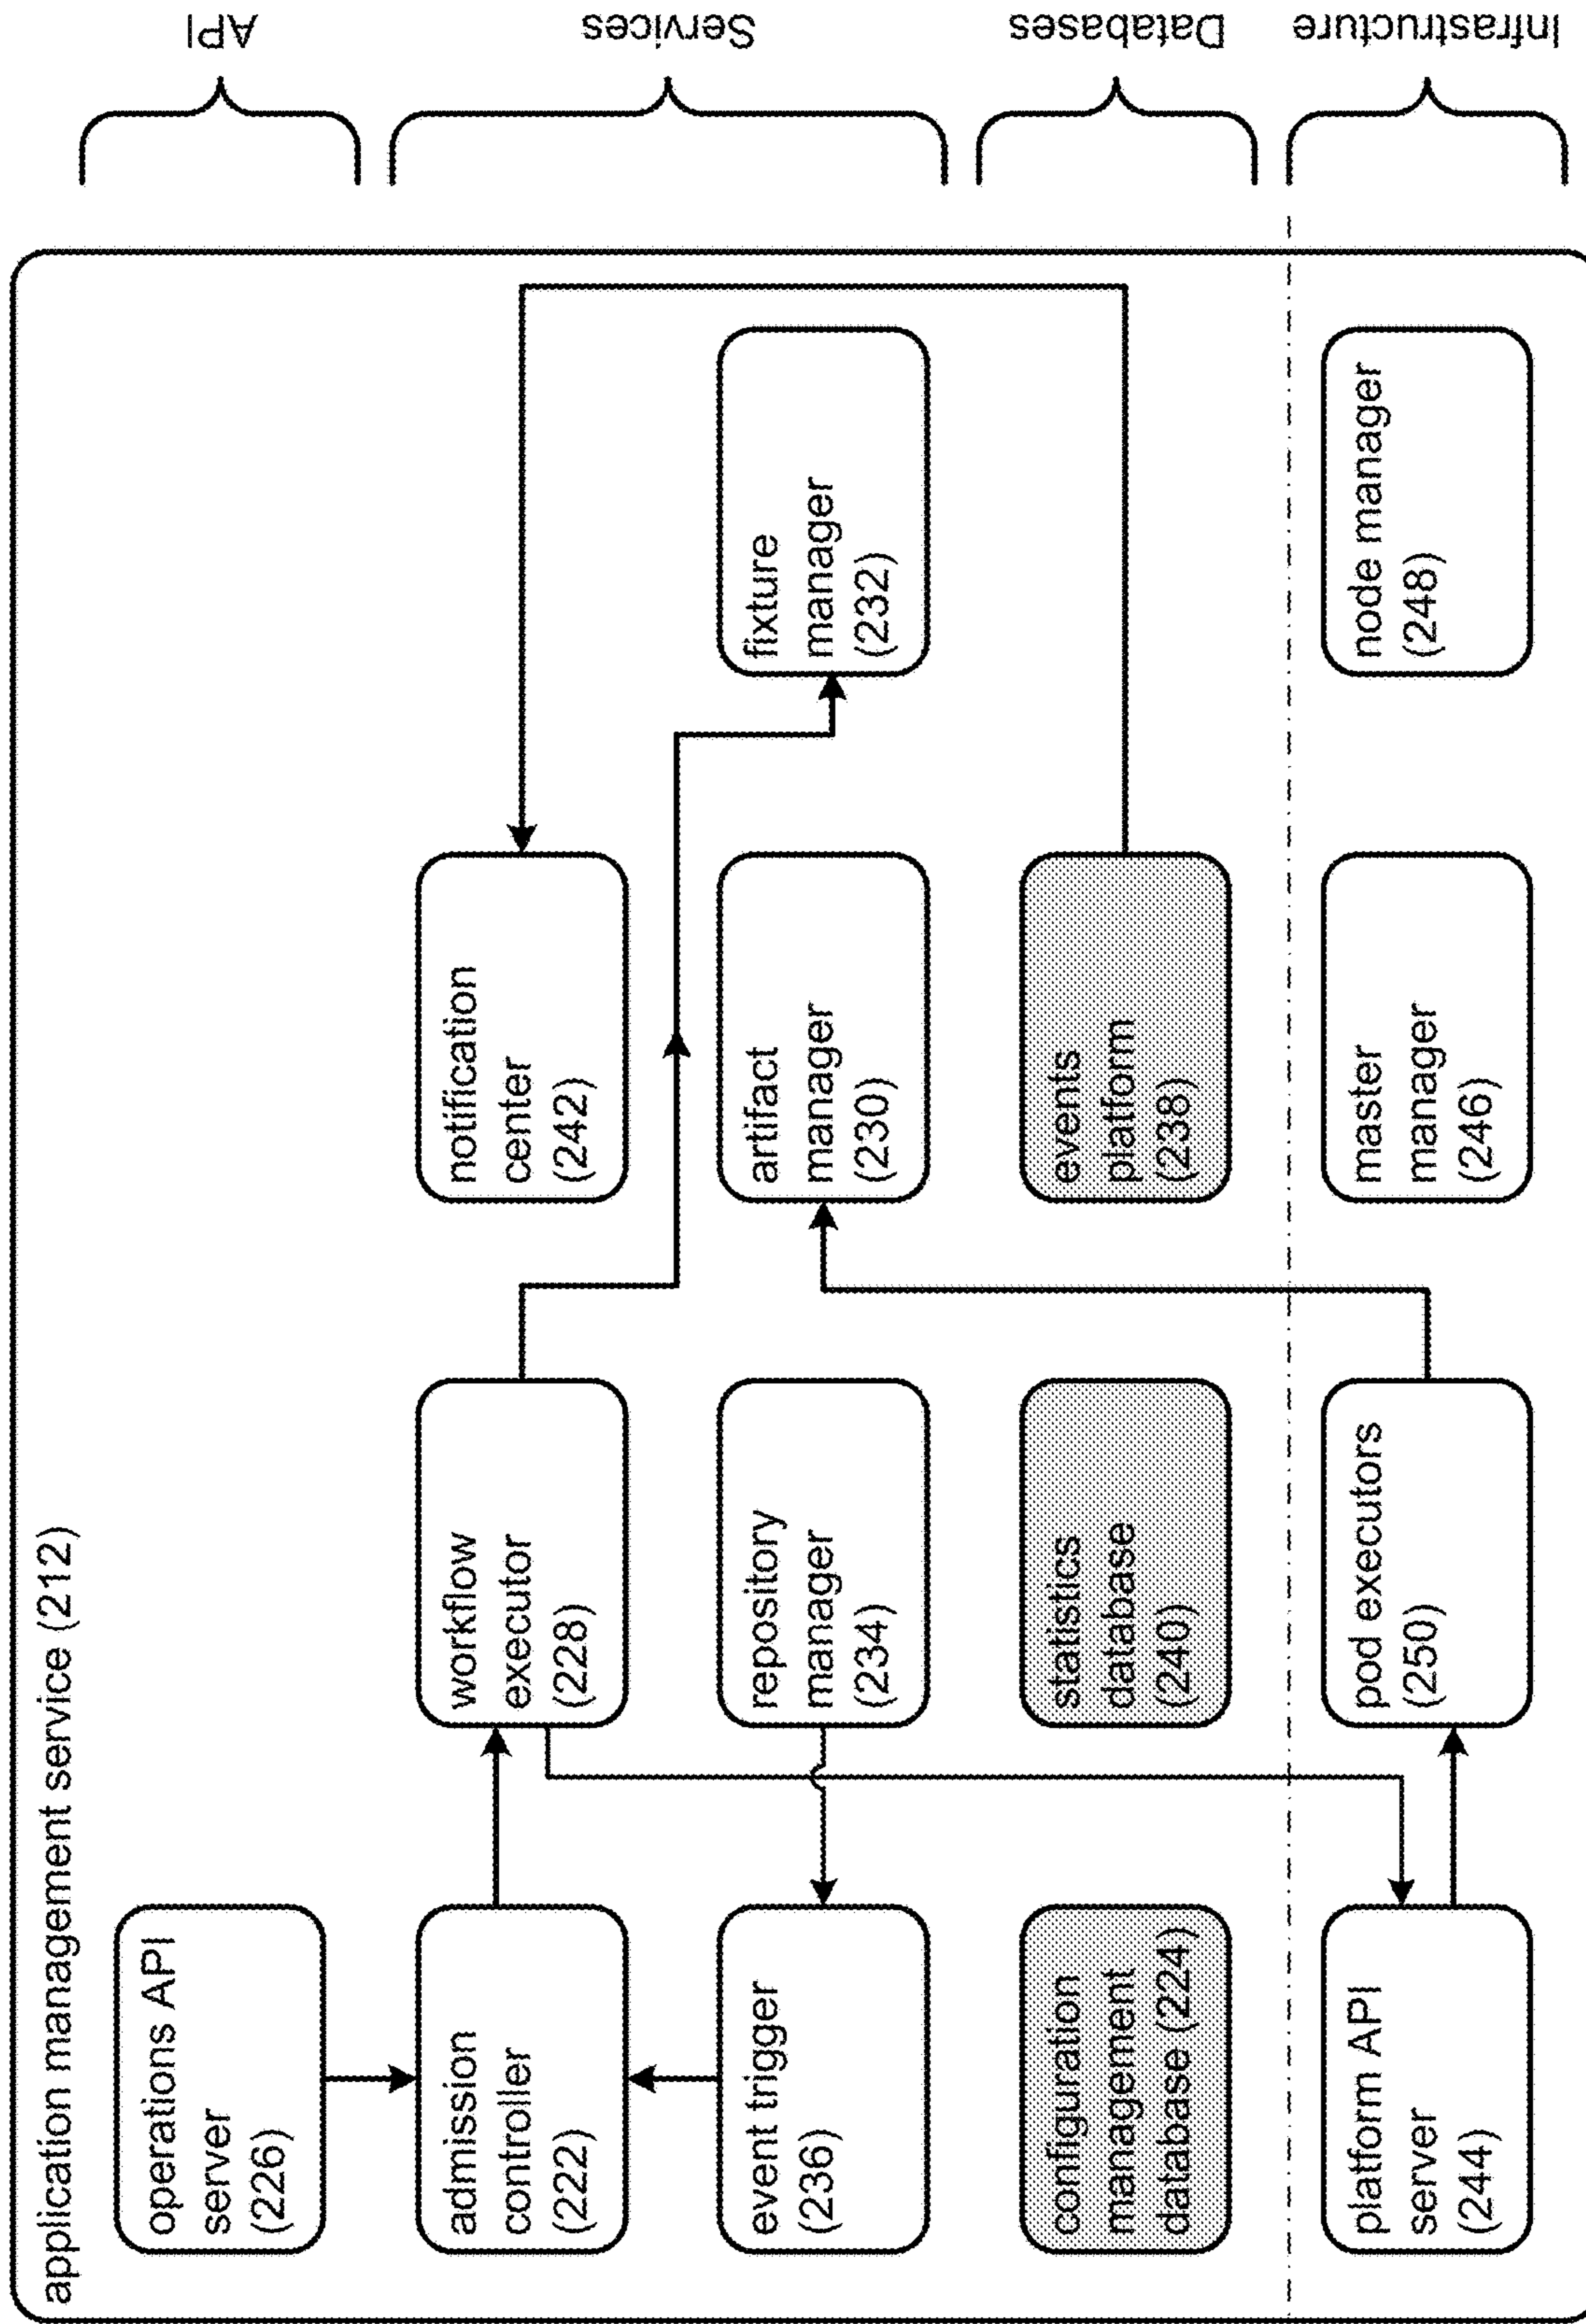 application management service (212)
operations API
server
(226)
API
admission
controller
(222)
workflow
executor
(228)
notification
center
(242)
Services
event trigger
(236)
repository
manager
(234)
artifact
manager
(230)
fixture
manager
(232)
configuration
management
database (224)
statistics
database
(240)
events
platform
(238)
Databases
platform API
server
(244)
pod executors
(250)
master
manager
(246)
node manager
(248)
Infrastructure